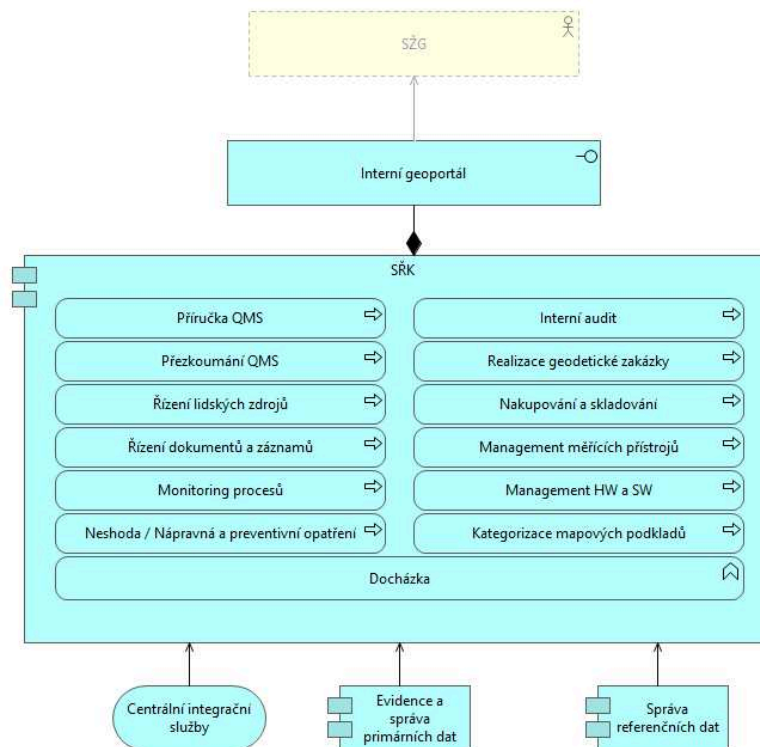 SŽG
Interní geoportál
SŘK
Příručka QMS
Interní audit
Přezkoumání QMS
Realizace geodetické zakázky
Řízení lidských zdrojů
Nakupování a skladování
Řízení dokumentů a záznamů
Management měřících přístrojů
Monitoring procesů
Management HW a SW
Neshoda / Nápravná a preventivní opatření
Kategorizace mapových podkladů
Docházka
Centrální integrační
služby
Evidence a
správa
primárních dat
Správa
referenčních dat